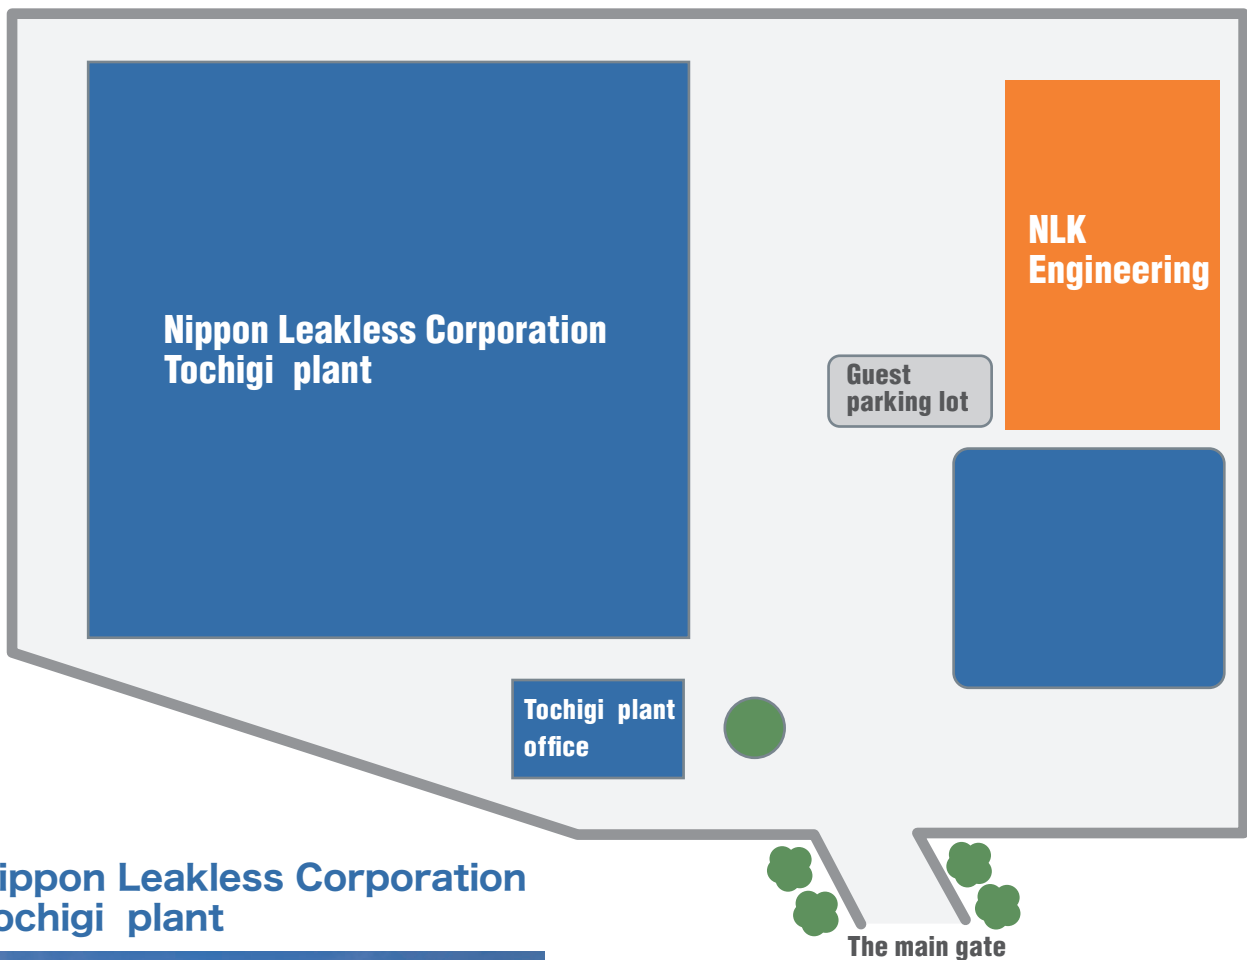 NLK
Engineering
Nippon Leakless Corporation
Tochigi plant
Guest
parking lot
Tochigi plant
office
ippon Leakless Corporation
ochigi plant
The main gate